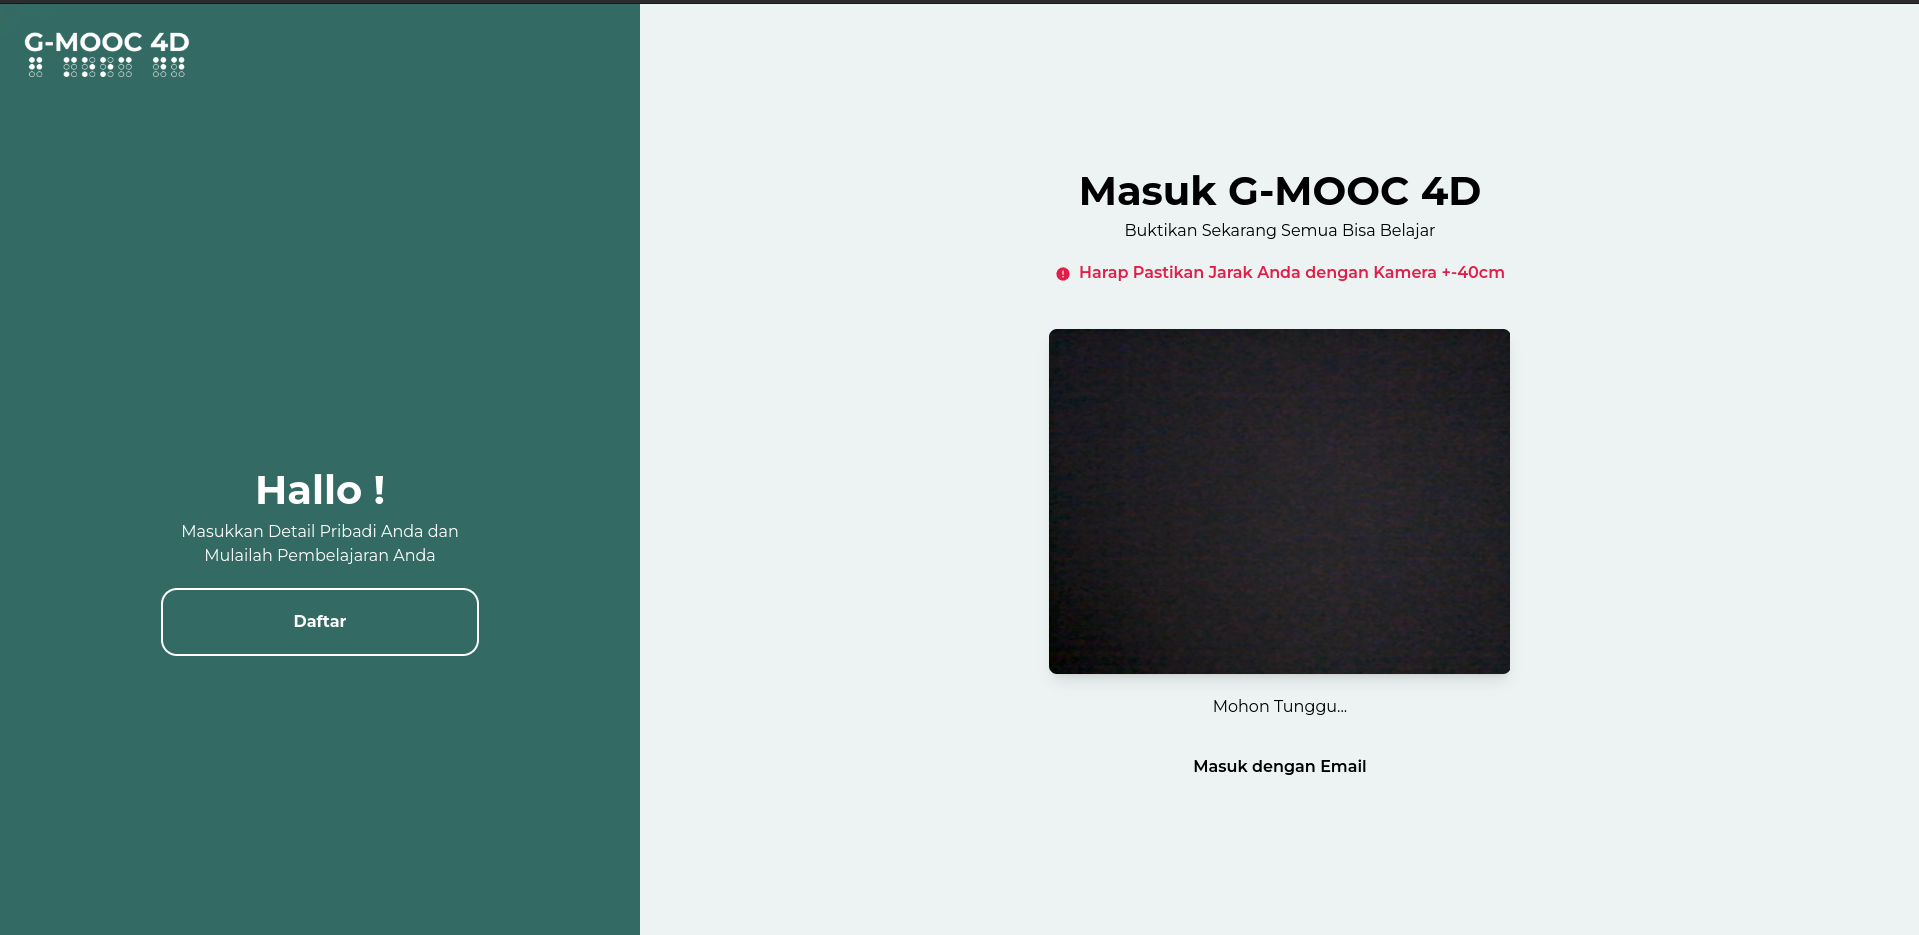 G-MOOC 4D
Hallo !
Masukkan Detail Pribadi Anda dan
Mulailah Pembelajaran Anda
Daftar
Masuk G-MOOC 4D
Buktikan Sekarang Semua Bisa Belajar
Harap Pastikan Jarak Anda dengan Kamera +-40cm
Mohon Tunggu...
Masuk dengan Email